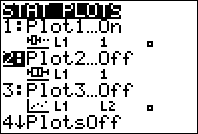 STAT PLOTS
1:Plot1...On
L1 1
2:Plot2...Off
L1 1
3:Plot3...Off
L1 L2
4↓PlotsOff